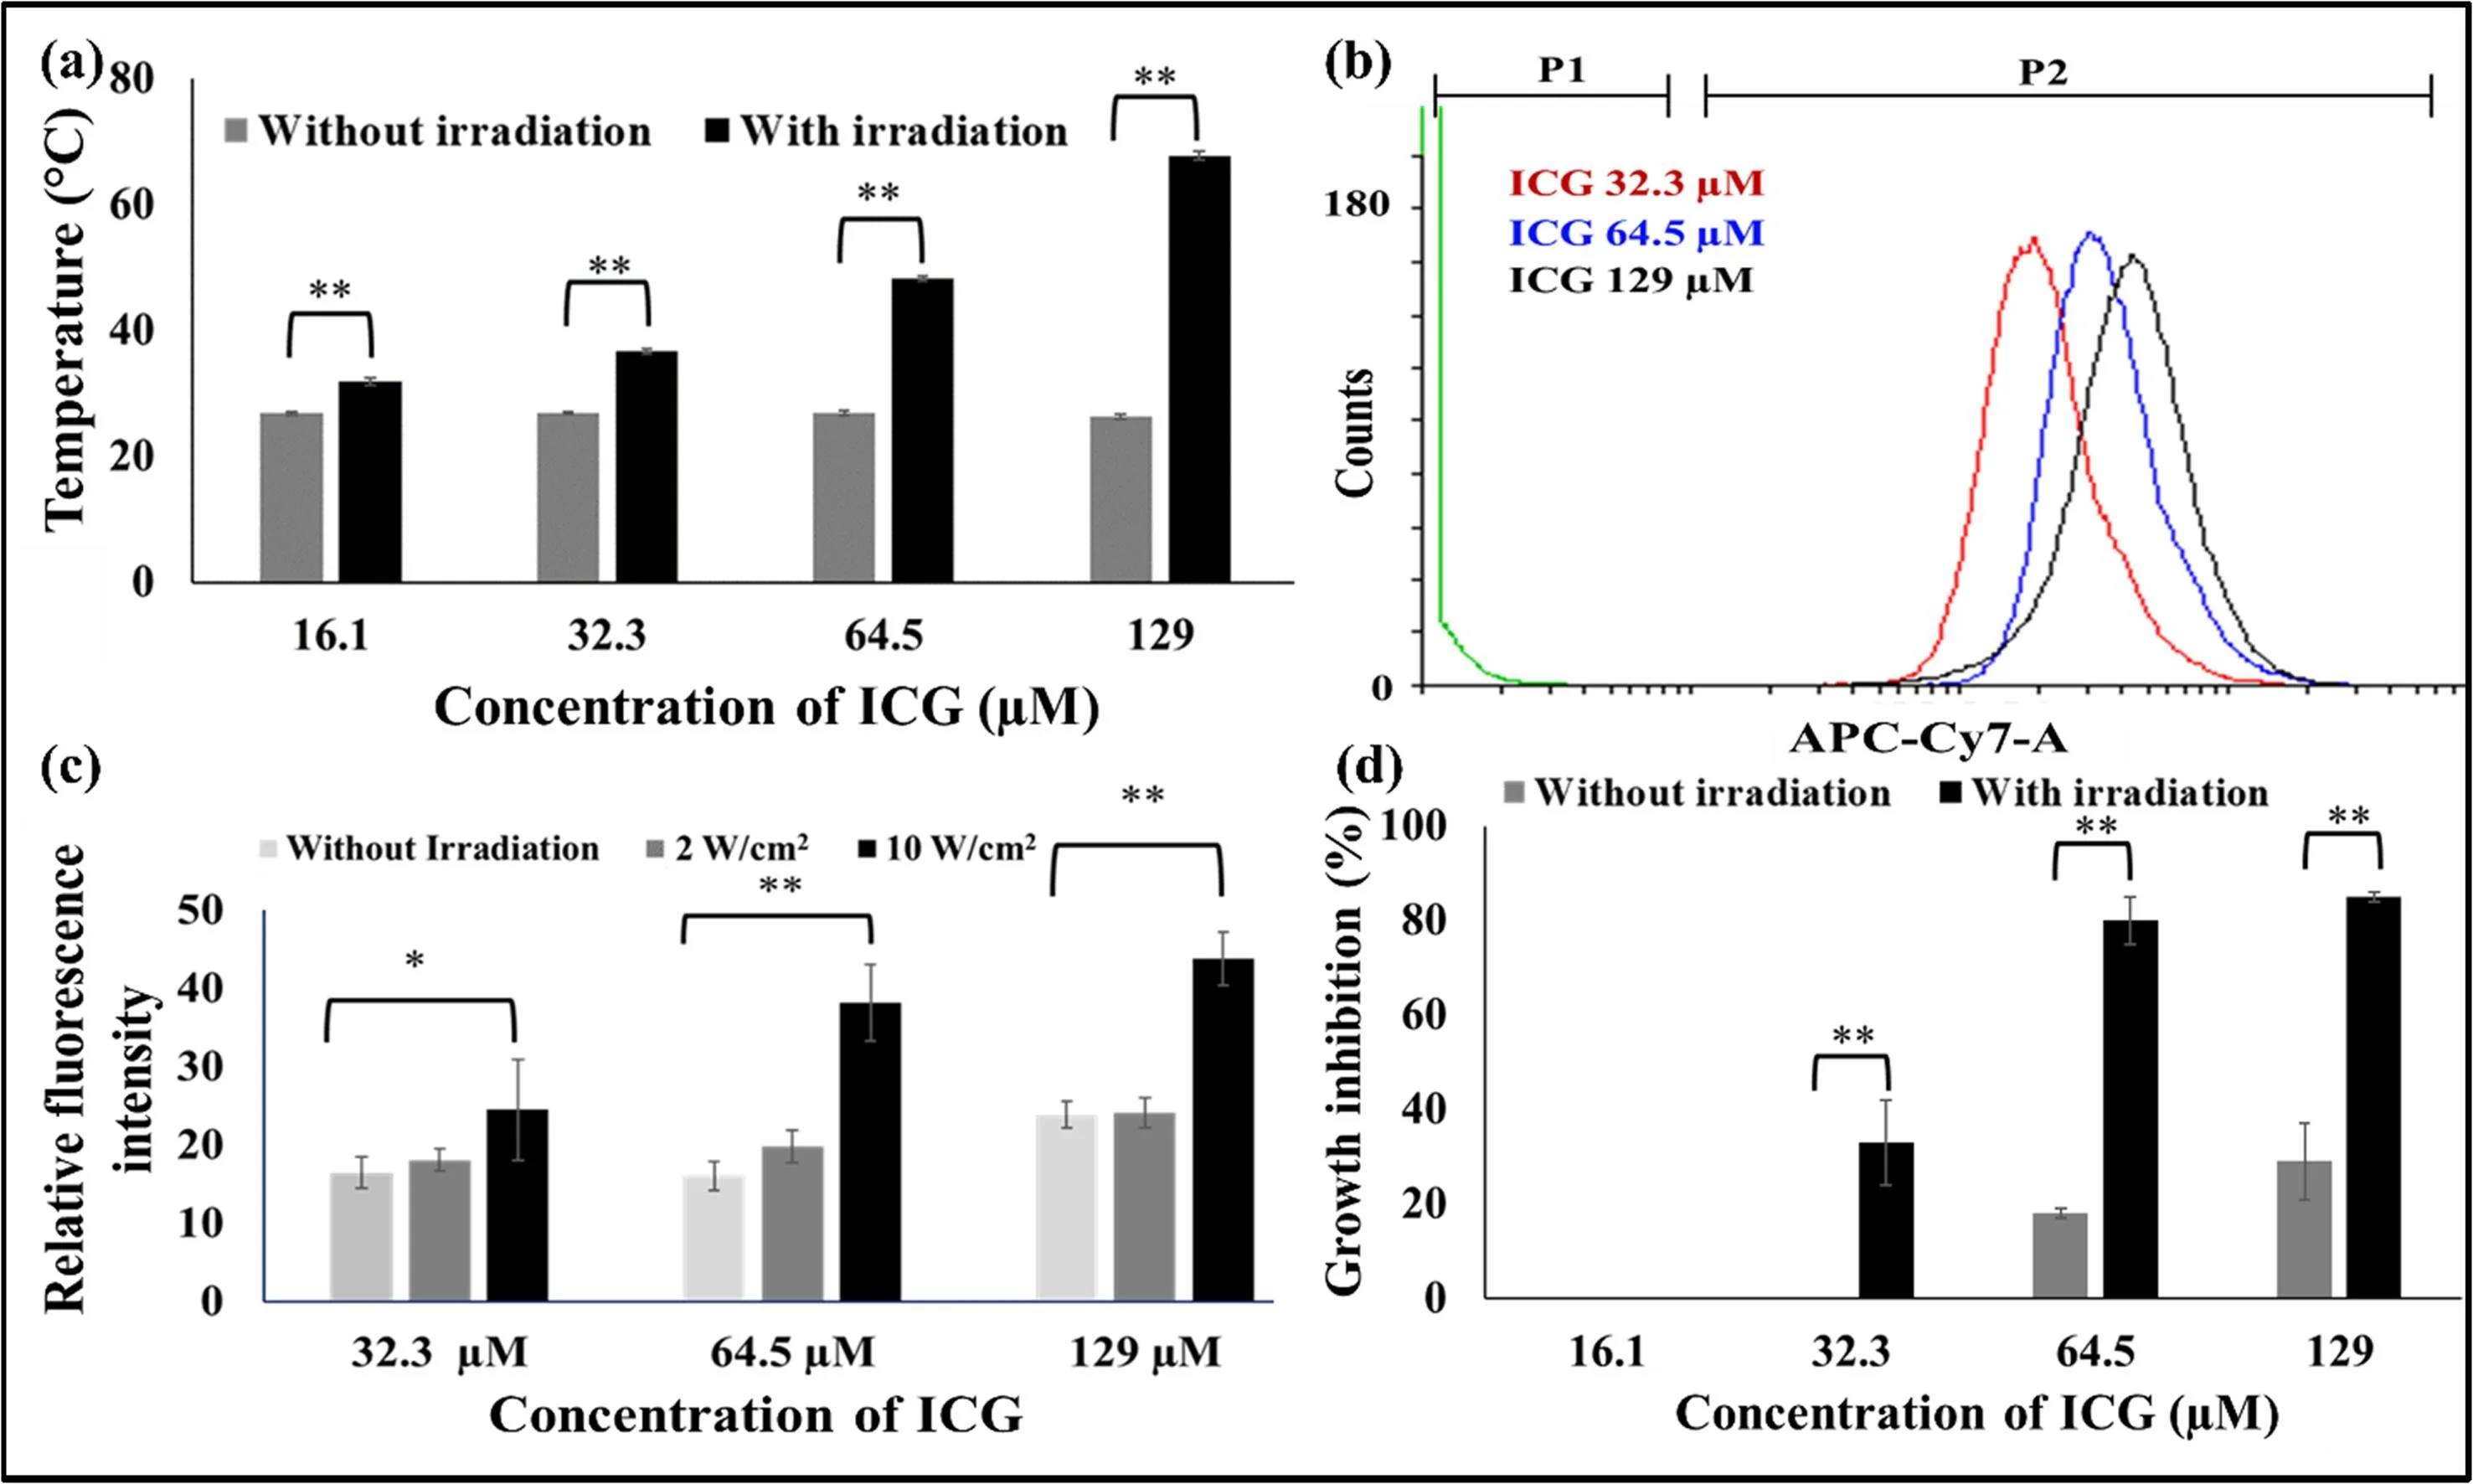 (a)
80
60
40
20
0
Temperature (°C)
Without irradiation With irradiation
**
**
**
**
16.1 32.3 64.5 129
Concentration of ICG (µM)
(b)
P1 P2
ICG 32.3 µM
ICG 64.5 µM
ICG 129 µM
180
0
Counts
APC-Cy7-A
(c)
Without Irradiation 2 W/cm² 10 W/cm²
Relative fluorescence
intensity
50
40
30
20
10
0
*
**
**
32.3 µM 64.5 µM 129 µM
Concentration of ICG
(d)
Without irradiation With irradiation
Growth inhibition (%)
100
80
60
40
20
0
**
**
**
16.1 32.3 64.5 129
Concentration of ICG (µM)